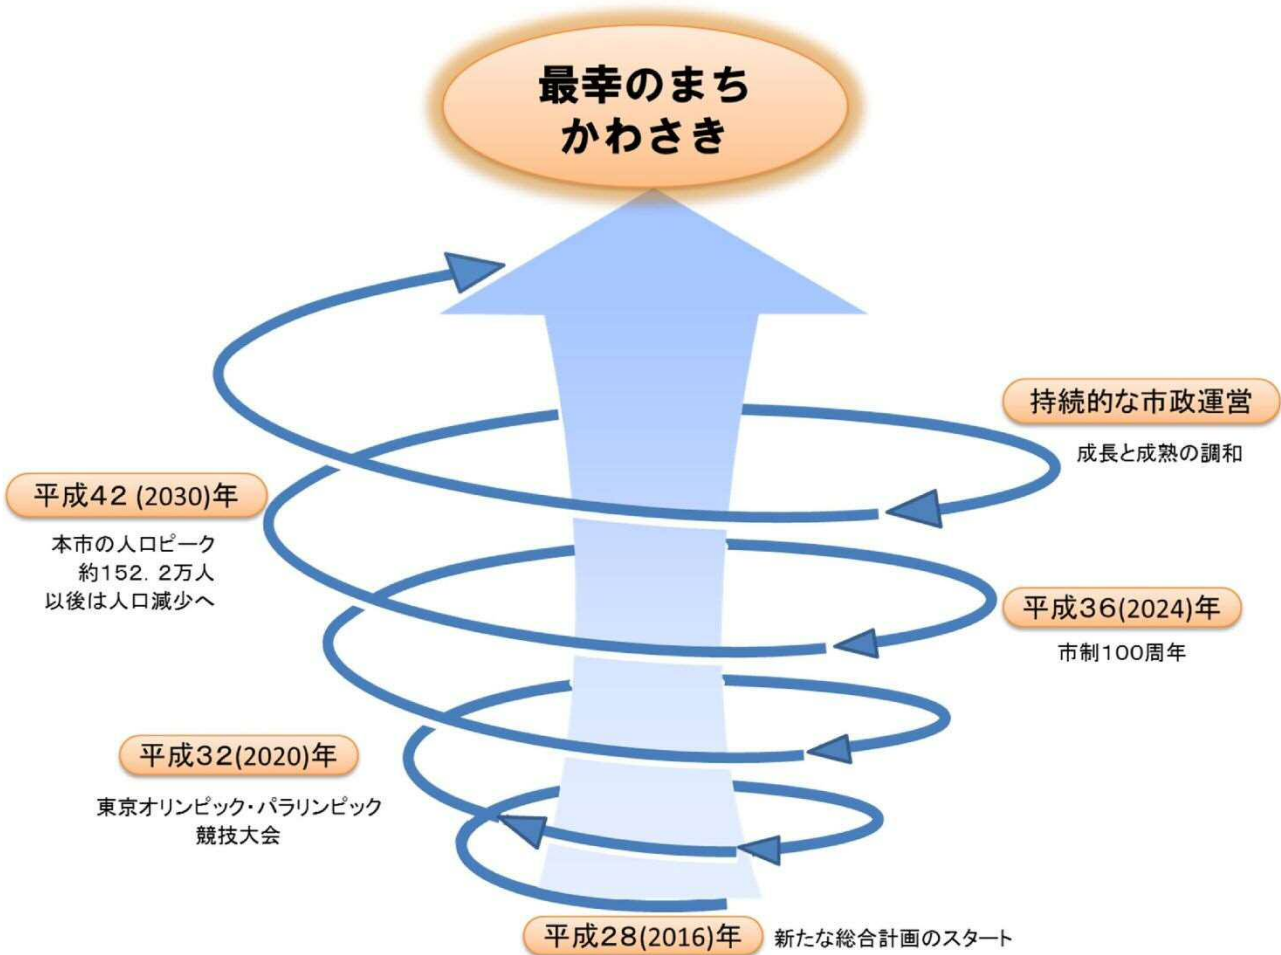 最幸のまち
かわさき
持続的な市政運営
成長と成熟の調和
平成42 (2030)年
本市の人口ピーク
約152.2万人
以後は人口減少へ
平成36(2024)年
市制100周年
平成32(2020)年
東京オリンピック・パラリンピック
競技大会
平成28(2016)年
新たな総合計画のスタート